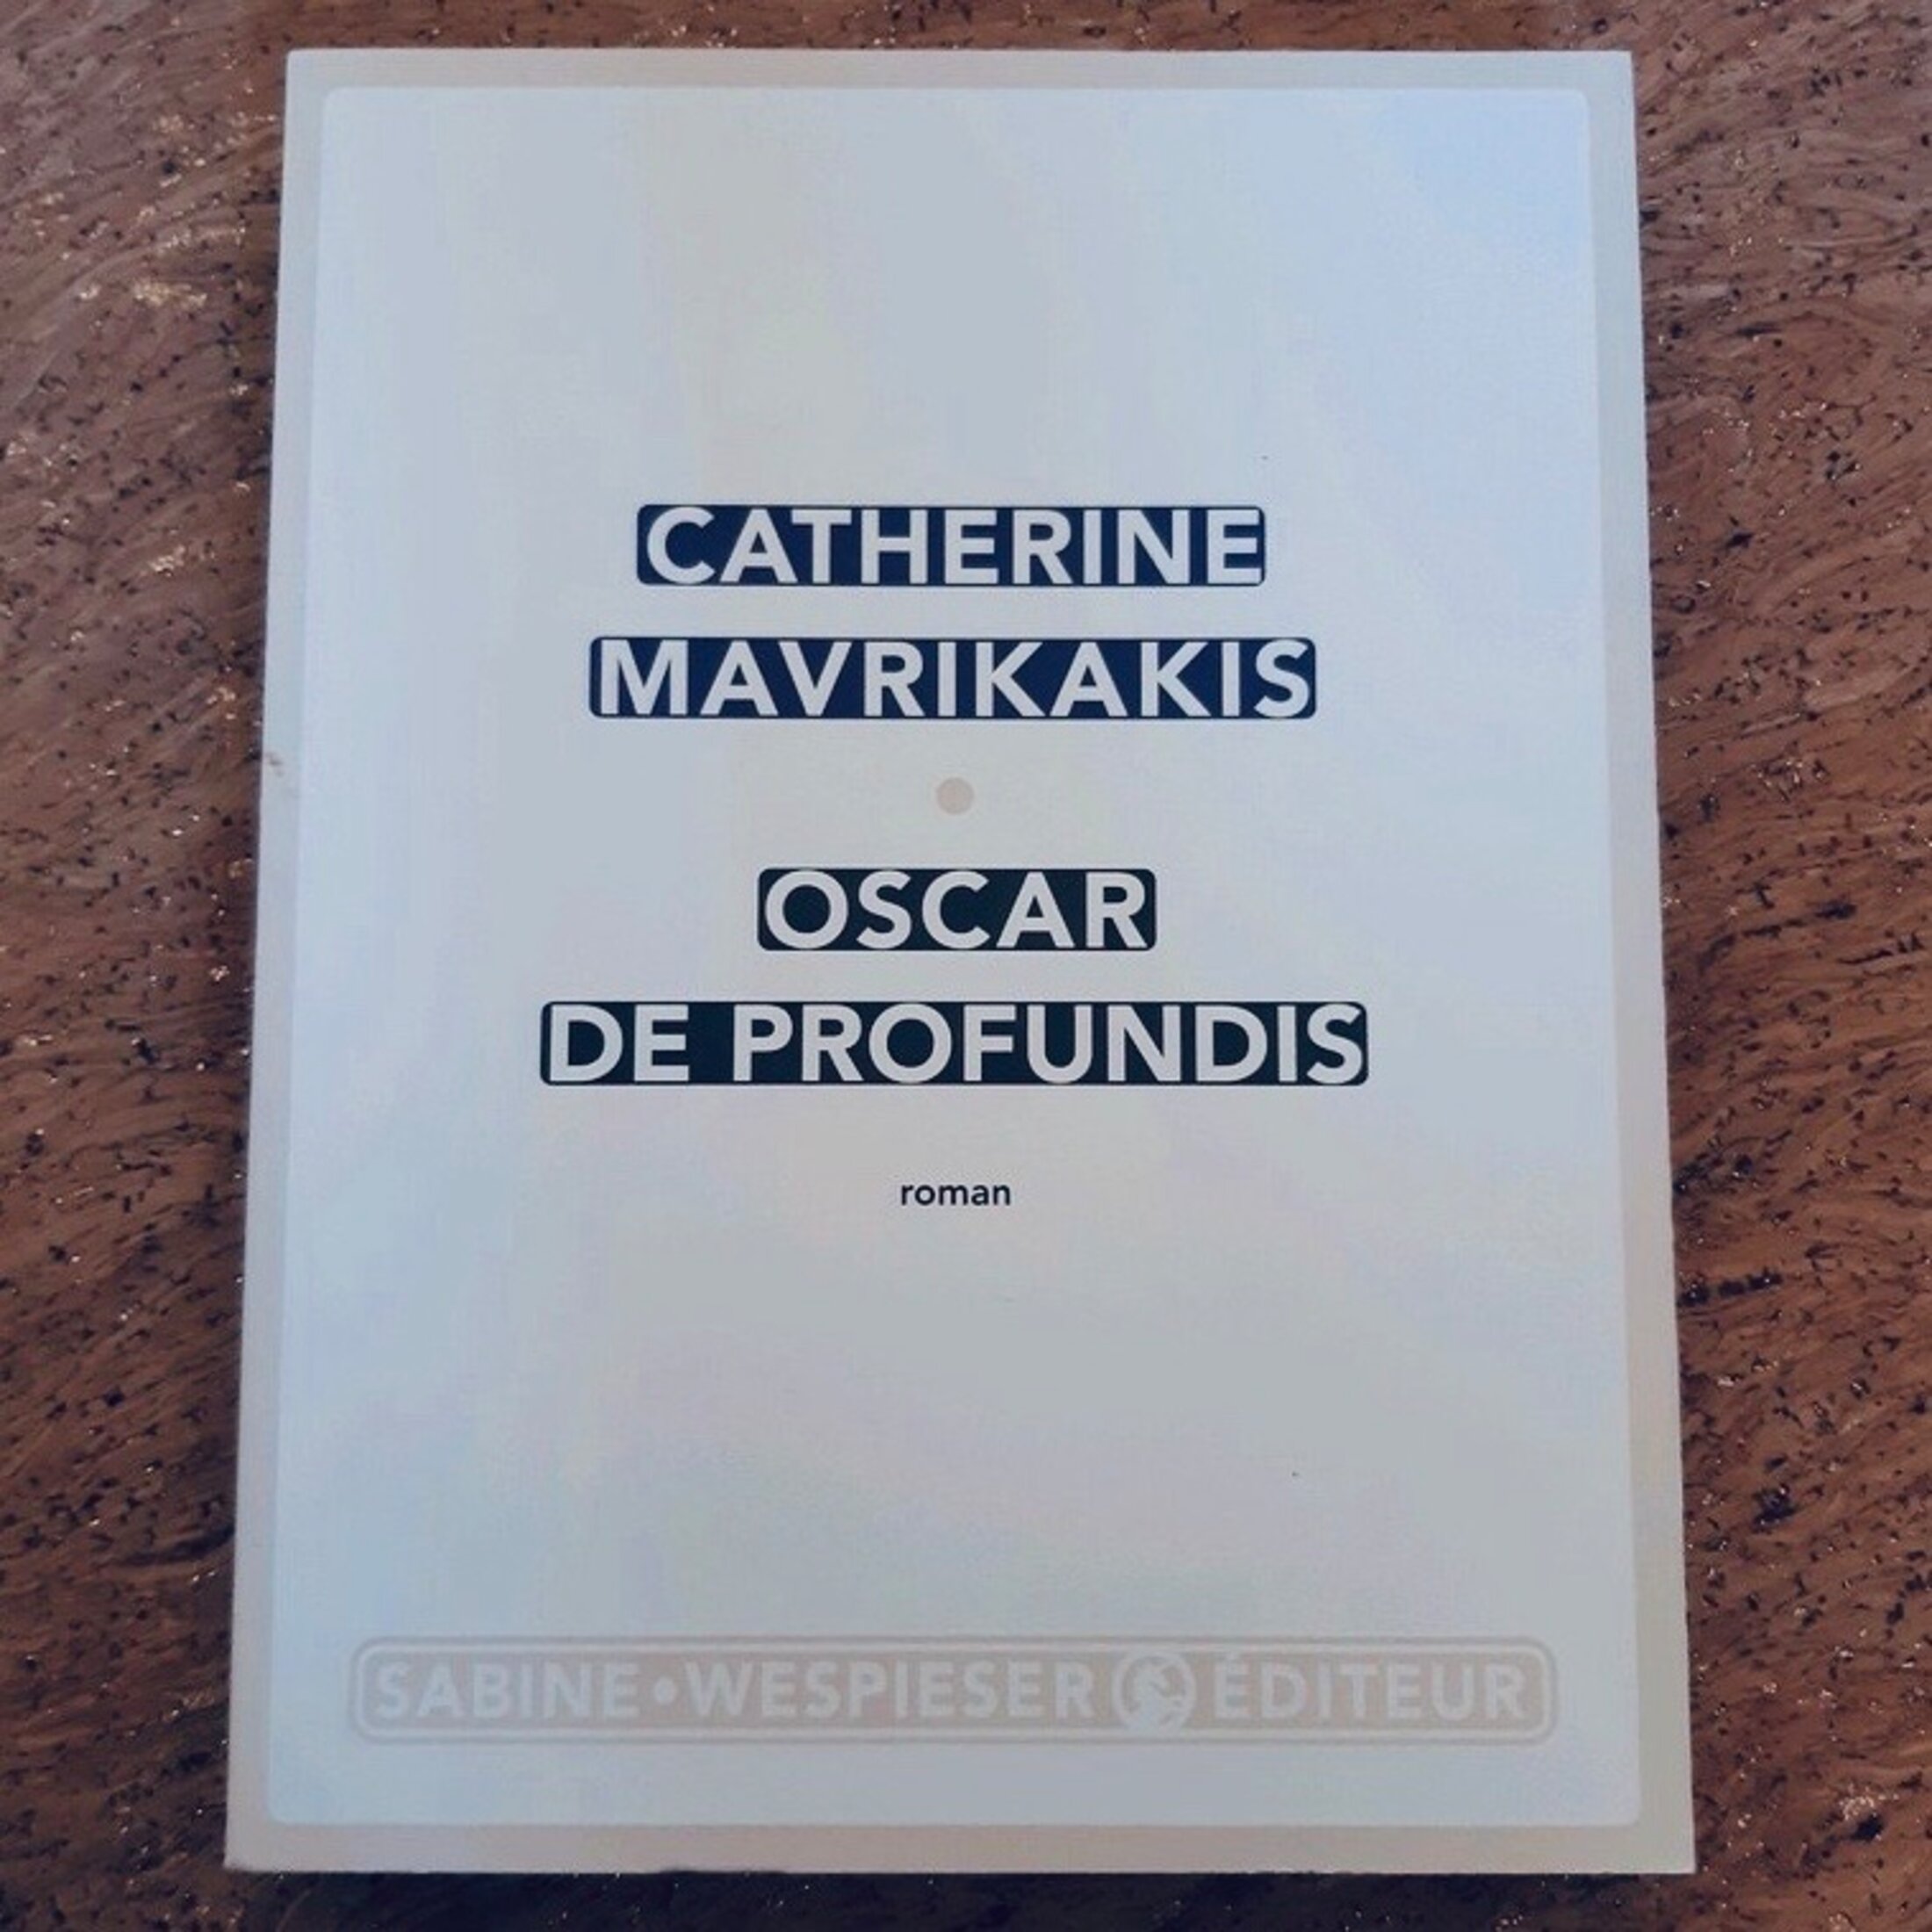 CATHERINE
MAVRIKAKIS
OSCAR
DE PROFUNDIS
roman
SABINE•WESPIESER ÉDITEUR